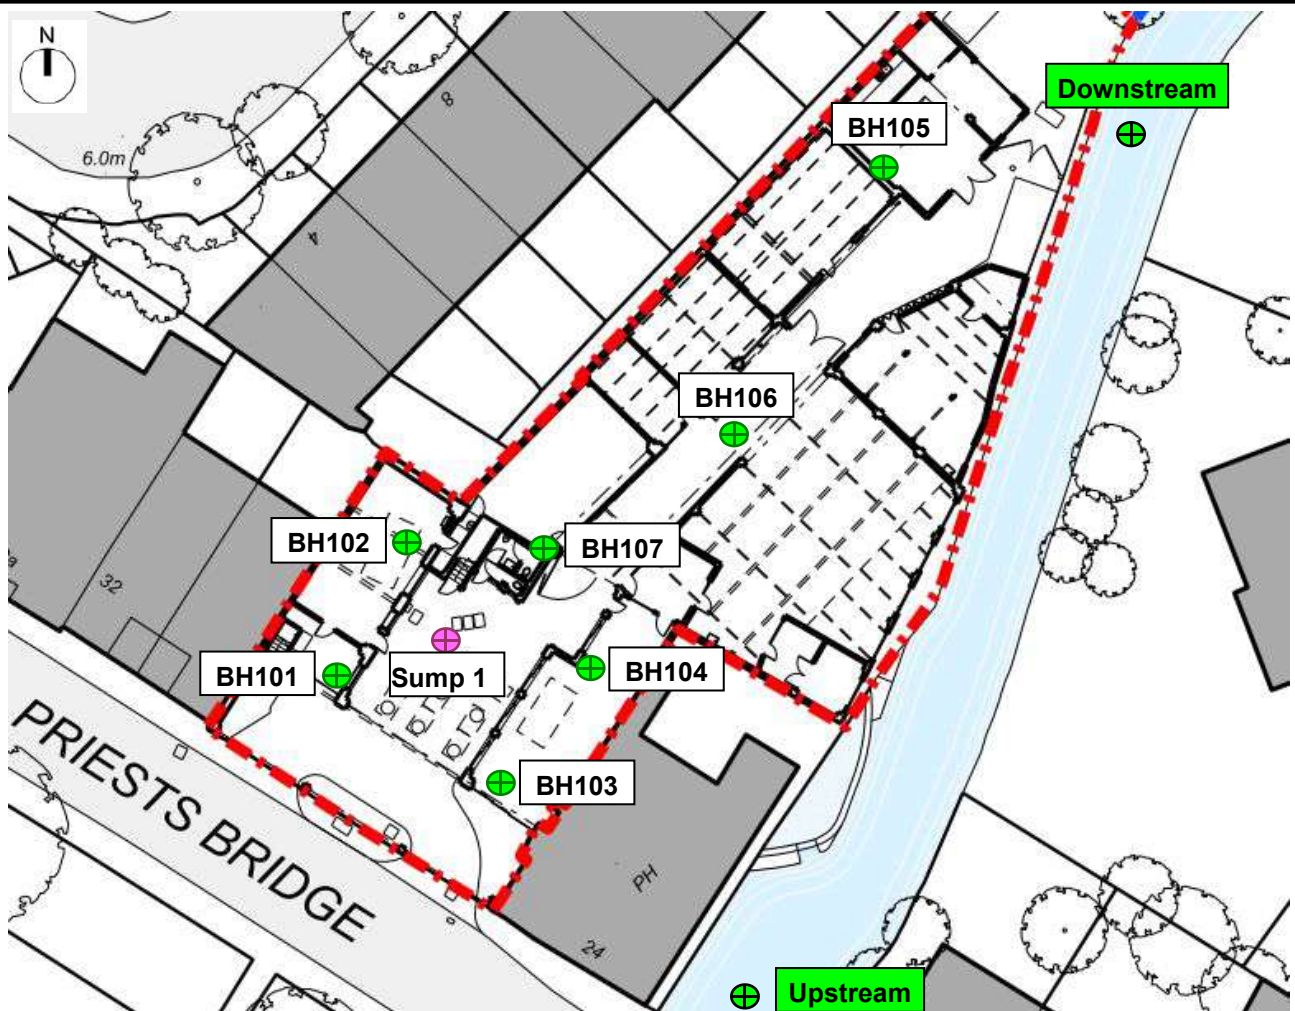 N
Downstream
8
BH105
6.0m
4
BH106
BH102
BH107
32
BH101
Sump 1
BH104
PRIESTS BRIDGE
BH103
PH
24
Upstream